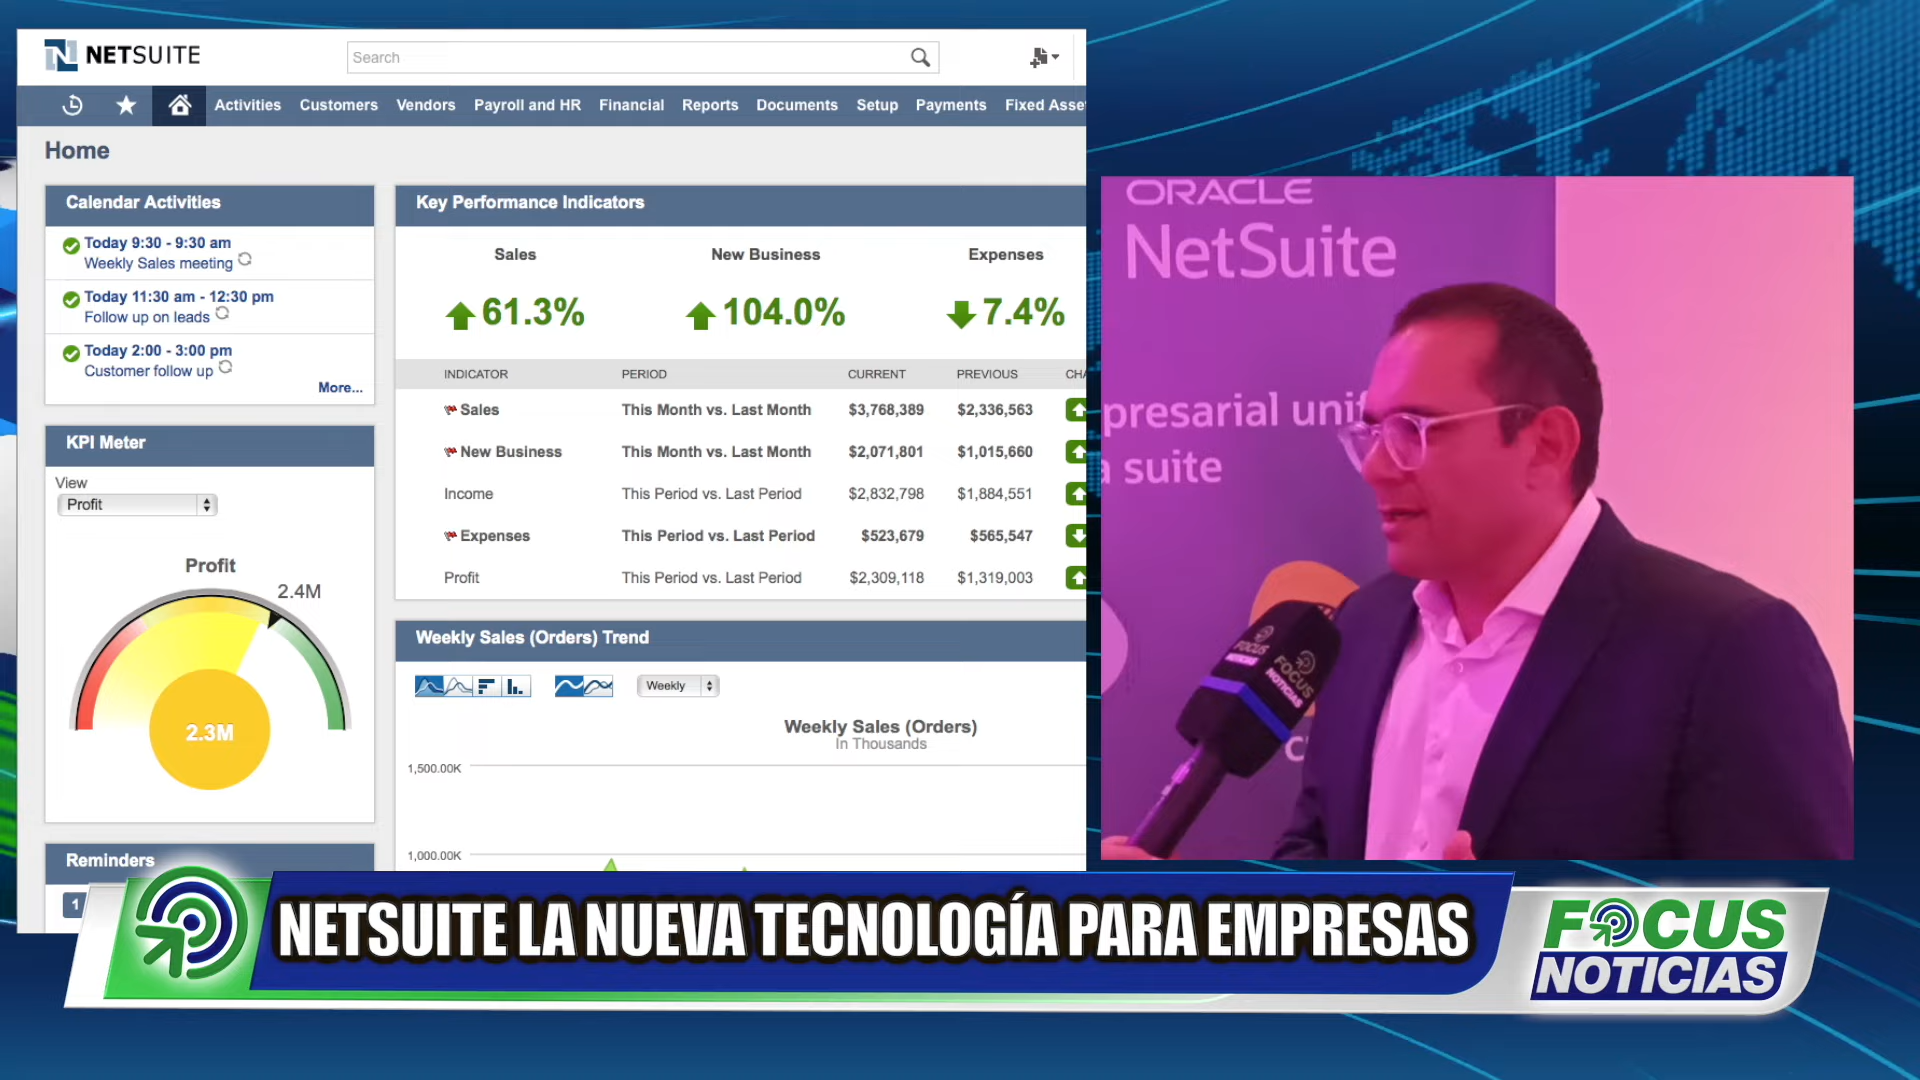 NETSUITE
Search
Activities Customers Vendors Payroll and HR Financial Reports Documents Setup Payments Fixed Asse
Home
Calendar Activities
Today 9:30 - 9:30 am
Weekly Sales meeting
Today 11:30 am - 12:30 pm
Follow up on leads
Today 2:00 - 3:00 pm
Customer follow up
More...
KPI Meter
View
Profit
Profit
2.4M
2.3M
Reminders
1
Key Performance Indicators
Sales New Business Expenses
61.3% 104.0% 7.4%
INDICATOR PERIOD CURRENT PREVIOUS CHA
Sales This Month vs. Last Month $3,768,389 $2,336,563
New Business This Month vs. Last Month $2,071,801 $1,015,660
Income This Period vs. Last Period $2,832,798 $1,884,551
Expenses This Period vs. Last Period $523,679 $565,547
Profit This Period vs. Last Period $2,309,118 $1,319,003
Weekly Sales (Orders) Trend
Weekly
Weekly Sales (Orders)
In Thousands
1,500.00K
1,000.00K
ORACLE
NetSuite
presarial uni
a suite
FOCUS
NOTICIAS
FOCUS
NOTICIAS
NETSUITE LA NUEVA TECNOLOGÍA PARA EMPRESAS
FOCUS
NOTICIAS